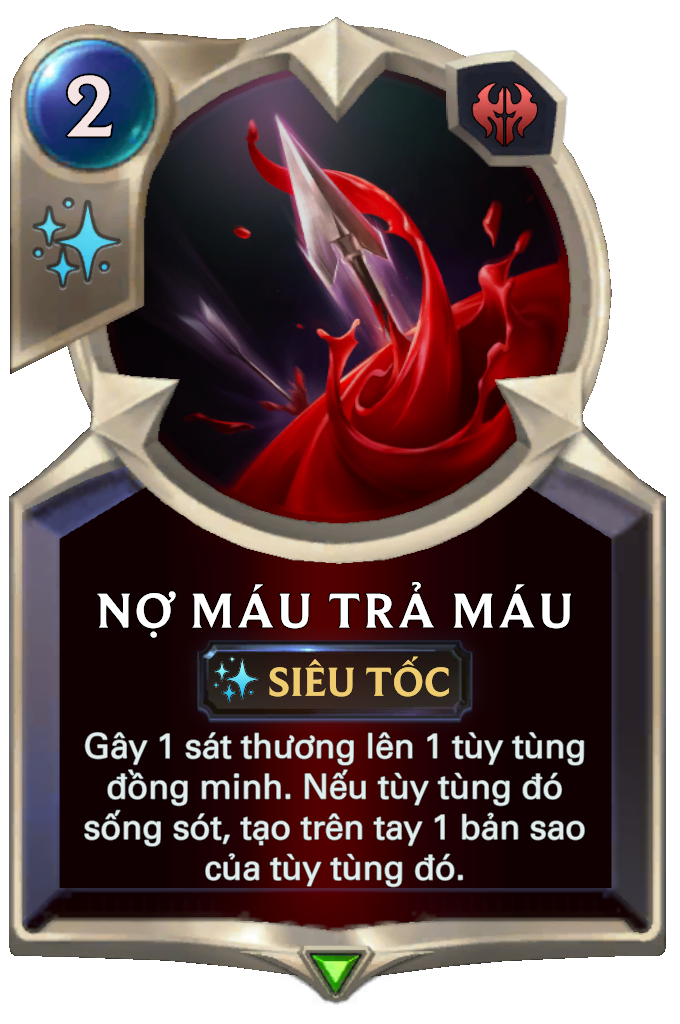 2
NỢ MÁU TRẢ MÁU
SIÊU TỐC
Gây 1 sát thương lên 1 tùy tùng
đồng minh. Nếu tùy tùng đó
sống sót, tạo trên tay 1 bản sao
của tùy tùng đó.